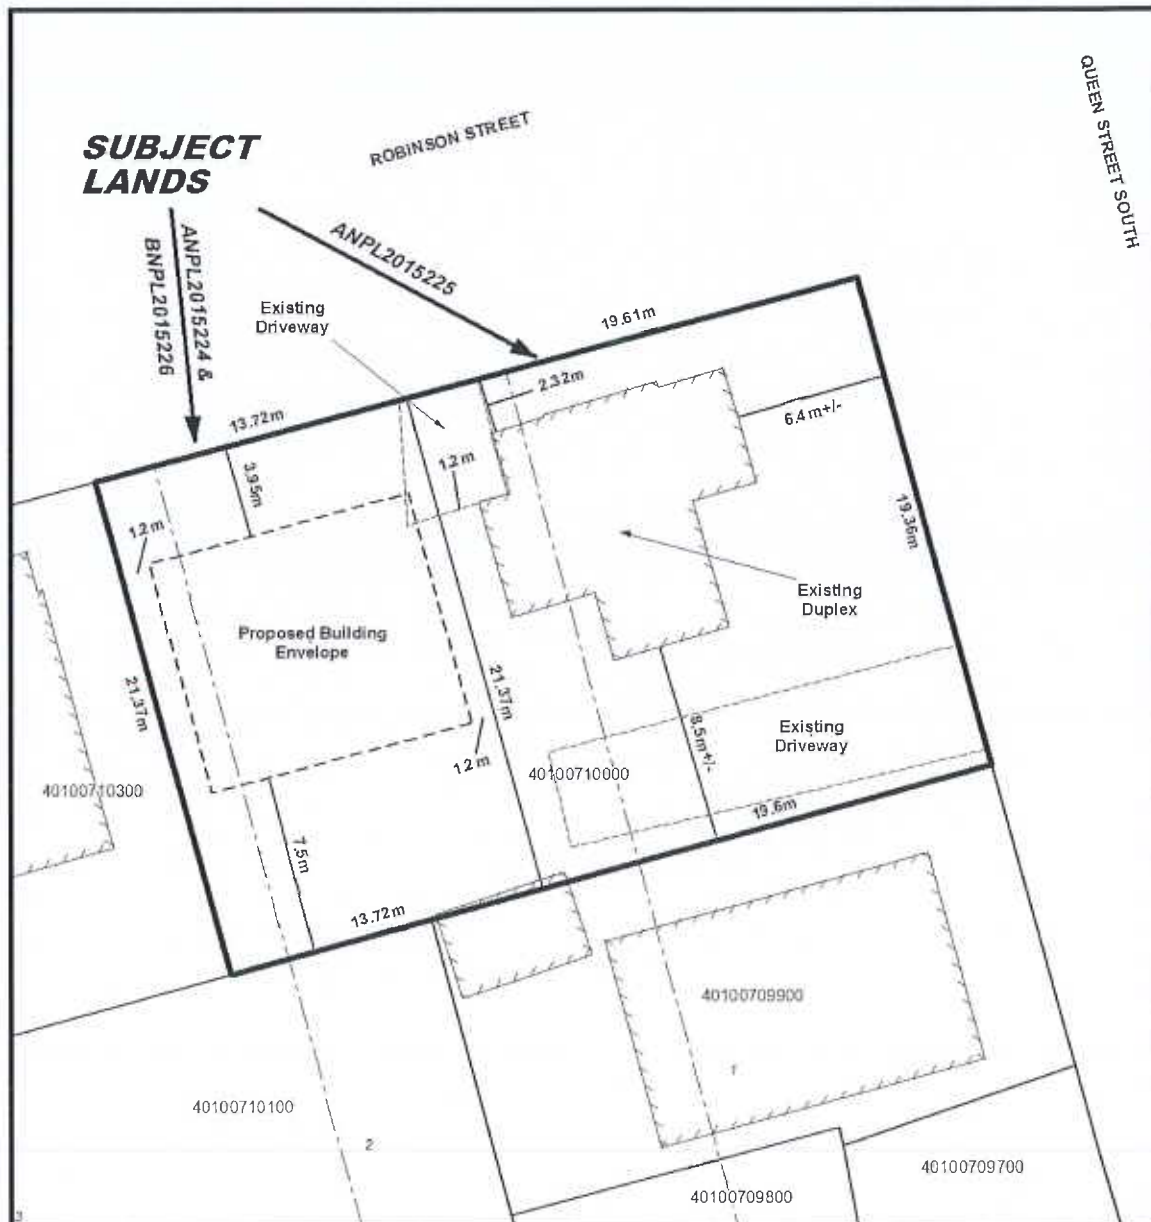 QUEEN STREET SOUTH
ROBINSON STREET
SUBJECT
LANDS
ANPL2015224 &
BNPL2015226
ANPL2015225
Existing
Driveway
19.61m
2.32m
13.72m
6.4m+/-
3.95m
1.2m
1.2m
19.36m
Existing
Duplex
Proposed Building
Envelope
21.37m
21.37m
8.5m+/-
Existing
Driveway
1.2m
40100710000
40100710300
19.6m
7.5m
13.72m
40100709900
1
40100710100
2
40100709700
40100709800
3